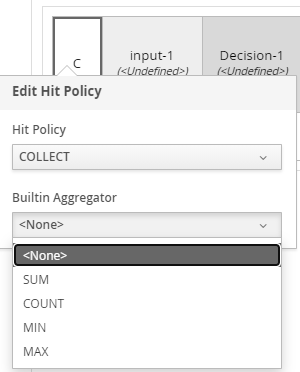 C
input-1
(<Undefined>)
Decision-1
(<Undefined>)
Edit Hit Policy
Hit Policy
COLLECT
Builtin Aggregator
<None>
<None>
SUM
COUNT
MIN
MAX